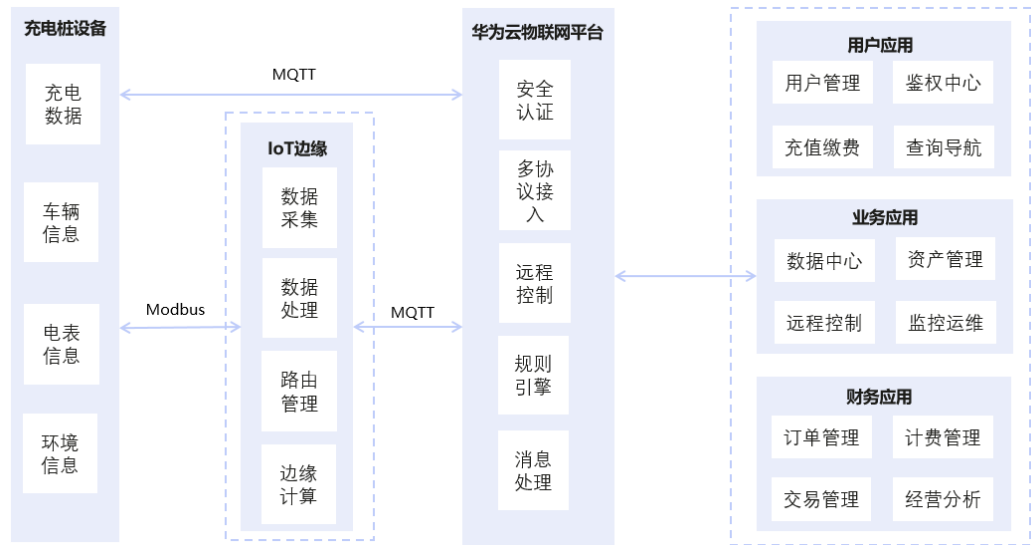 充电桩设备
充电
数据
车辆
信息
电表
信息
环境
信息
MQTT
Modbus
IoT边缘
数据
采集
数据
处理
路由
管理
边缘
计算
MQTT
华为云物联网平台
安全
认证
多协
议接
入
远程
控制
规则
引擎
消息
处理
用户应用
用户管理
鉴权中心
充值缴费
查询导航
业务应用
数据中心
资产管理
远程控制
监控运维
财务应用
订单管理
计费管理
交易管理
经营分析